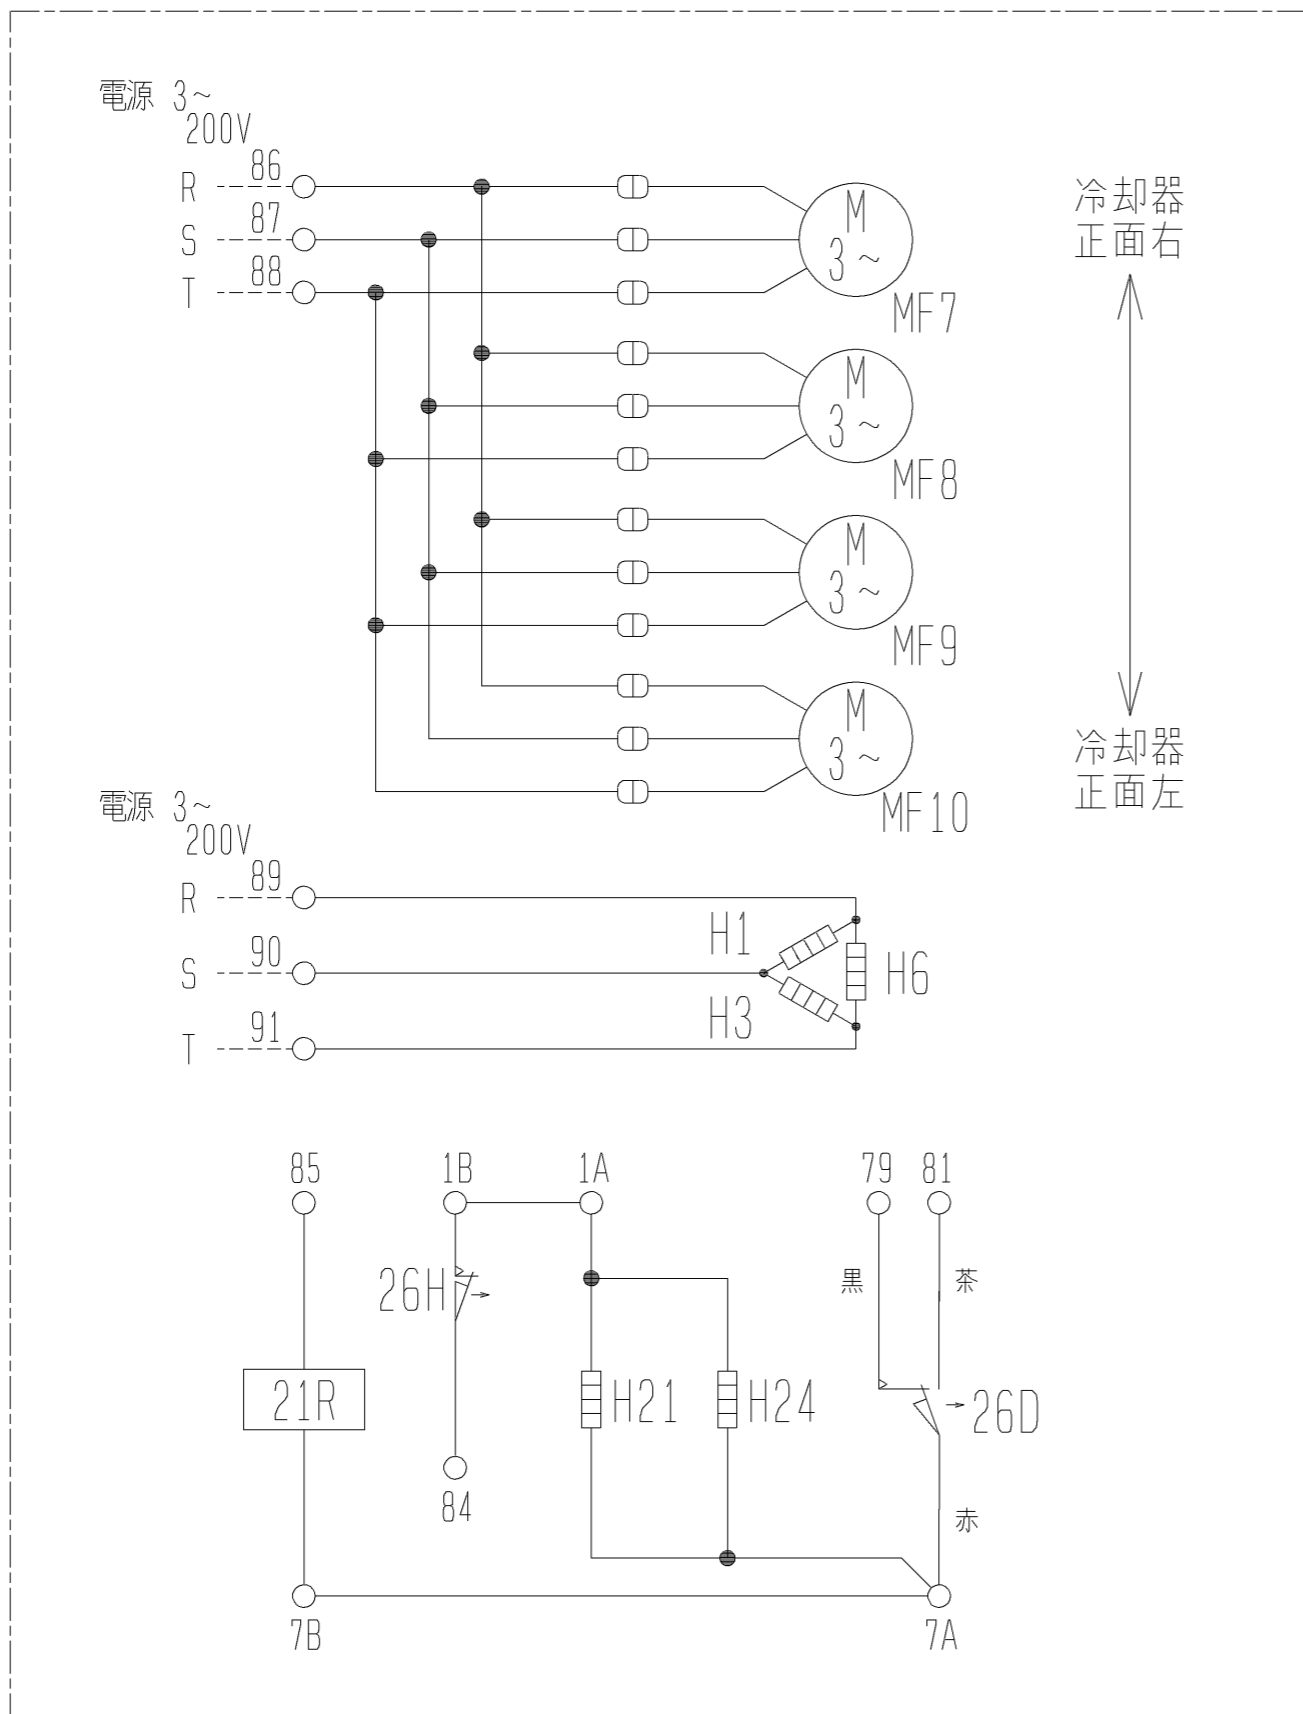 電源 3~
200V
R 86
S 87
T 88
M
3~
MF7
M
3~
MF8
M
3~
MF9
M
3~
MF10
冷却器
正面右
冷却器
正面左
電源 3~
200V
R 89
S 90
T 91
H1
H3
H6
85
1B
1A
79
81
黒
茶
26H
21R
H21
H24
26D
84
赤
7B
7A